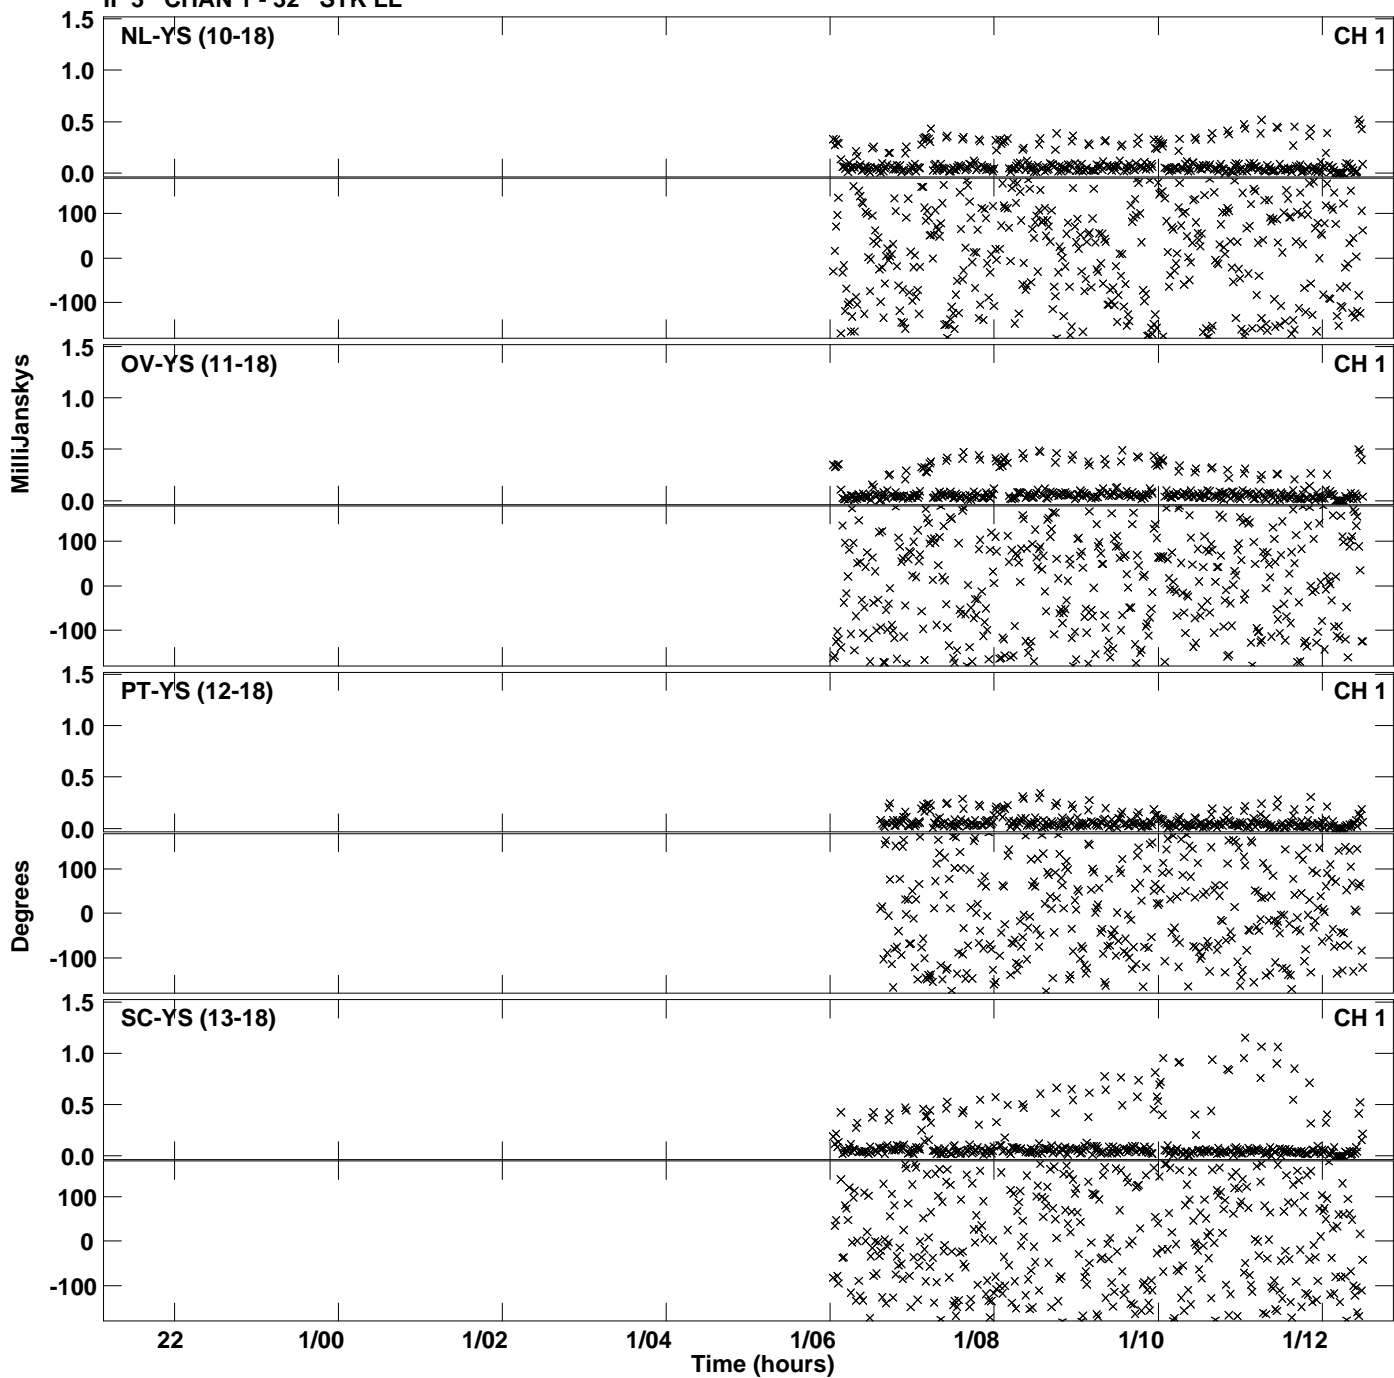 IF 3 CHAN 1 - 32 STK LL
1.5
NL-YS (10-18)
CH 1
1.0
0.5
0.0
100
0
-100
1.5
OV-YS (11-18)
CH 1
1.0
0.5
0.0
100
0
-100
MilliJanskys
1.5
PT-YS (12-18)
CH 1
1.0
0.5
0.0
100
0
-100
Degrees
1.5
SC-YS (13-18)
CH 1
1.0
0.5
0.0
100
0
-100
22 1/00 1/02 1/04 1/06 1/08 1/10 1/12
Time (hours)